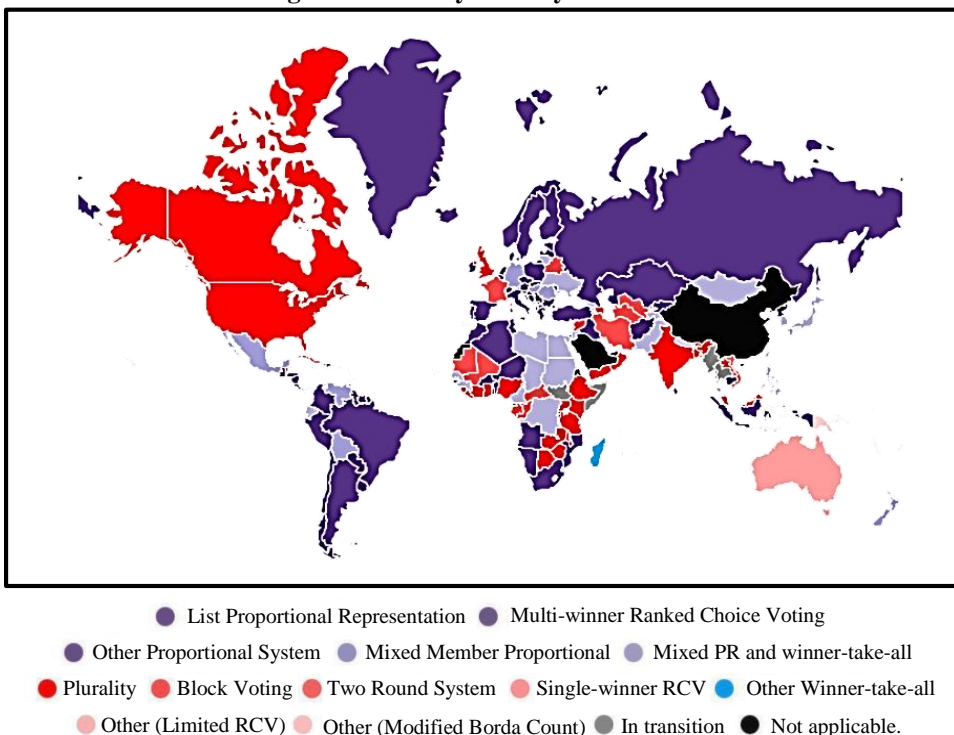 List Proportional Representation Multi-winner Ranked Choice Voting
Other Proportional System Mixed Member Proportional Mixed PR and winner-take-all
Plurality Block Voting Two Round System Single-winner RCV Other Winner-take-all
Other (Limited RCV) Other (Modified Borda Count) In transition Not applicable.